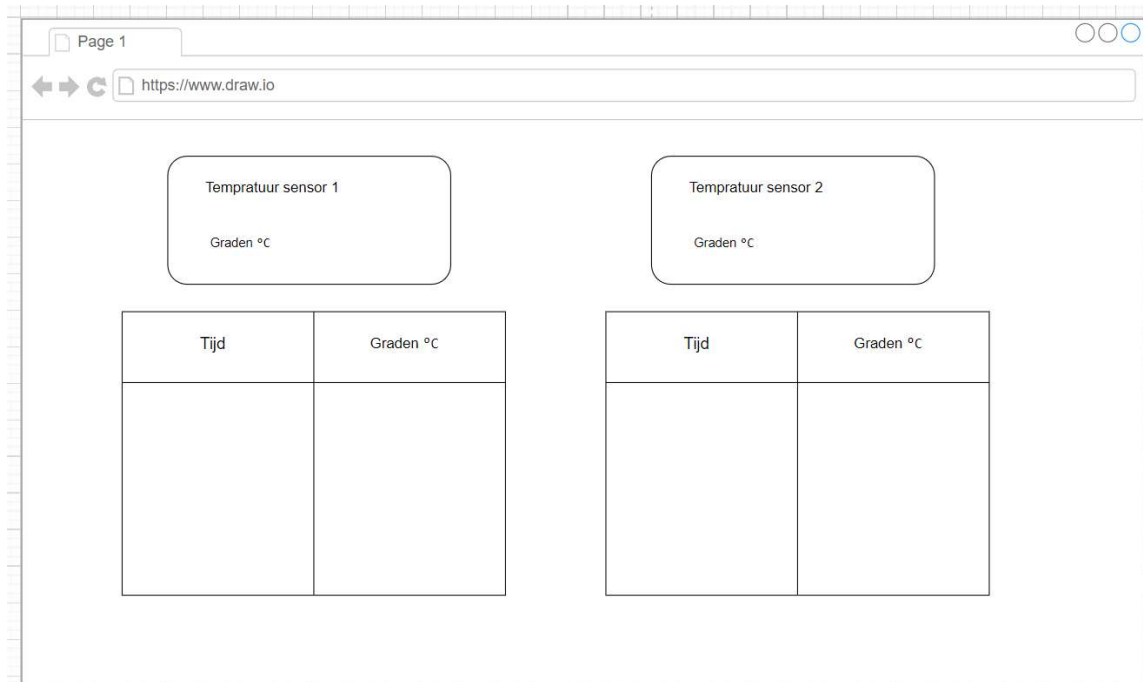 Page 1
https://www.draw.io
Tempratuur sensor 1
Graden °C
Tempratuur sensor 2
Graden °C
Tijd
Graden °C
Tijd
Graden °C